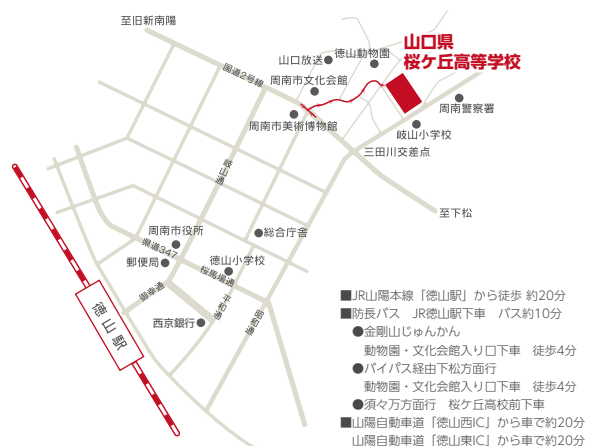 至旧新南陽
山口県
桜ケ丘高等学校
山口放送
徳山動物園
国道2号線
周南市文化会館
周南警察署
周南市美術博物館
岐山小学校
三田川交差点
岐山通
至下松
周南市役所
総合庁舎
県道347
郵便局
徳山小学校
桜馬場通
御幸通
平和通
昭和通
西京銀行
徳山駅
■JR山陽本線「徳山駅」から徒歩 約20分
■防長バス　JR徳山駅下車　バス約10分
●金剛山じゅんかん
動物園・文化会館入り口下車　徒歩4分
●バイパス経由下松方面行
動物園・文化会館入り口下車　徒歩4分
●須々万方面行　桜ケ丘高校前下車
■山陽自動車道「徳山西IC」から車で約20分
山陽自動車道「徳山東IC」から車で約20分